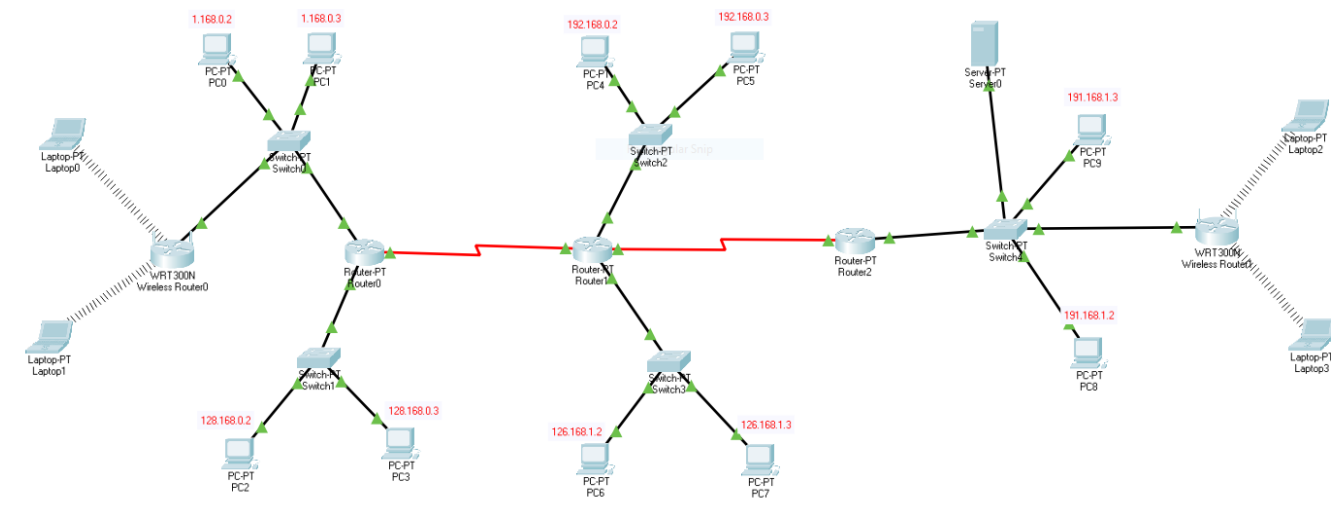 1.168.0.2
1.168.0.3
PC-PT
PC0
PC-PT
PC1
192.168.0.2
192.168.0.3
PC-PT
PC4
PC-PT
PC5
Server-PT
Server0
191.168.1.3
PC-PT
PC9
Laptop-PT
Laptop0
Switch-PT
Switch0
Switch-PT
Switch2
Snip
Laptop-PT
Laptop2
WRT300N
Wireless Router0
Router-PT
Router0
Router-PT
Router1
Router-PT
Router2
Switch-PT
Switch4
WRT300N
Wireless Router1
Laptop-PT
Laptop1
Switch-PT
Switch1
Switch-PT
Switch3
191.168.1.2
PC-PT
PC8
Laptop-PT
Laptop3
128.168.0.2
128.168.0.3
PC-PT
PC2
PC-PT
PC3
126.168.1.2
126.168.1.3
PC-PT
PC6
PC-PT
PC7